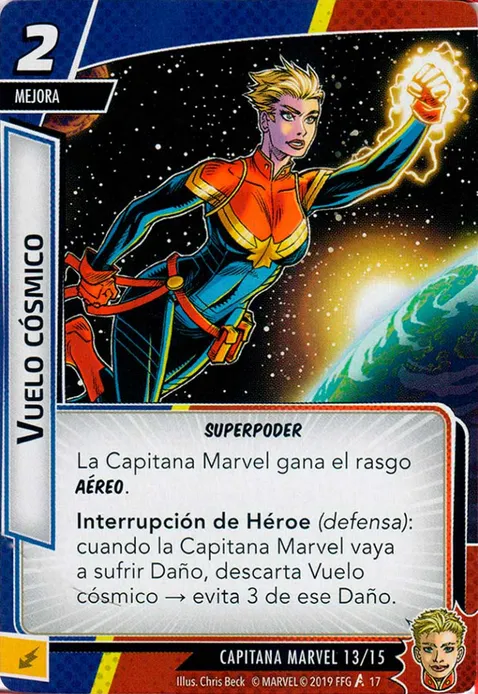 2
MEJORA
VUELO CÓSMICO
SUPERPODER
La Capitana Marvel gana el rasgo
AÉREO.
Interrupción de Héroe (defensa):
cuando la Capitana Marvel vaya
a sufrir Daño, descarta Vuelo
cósmico → evita 3 de ese Daño.
CAPITANA MARVEL 13/15
Illus. Chris Beck © MARVEL © 2019 FFG 17